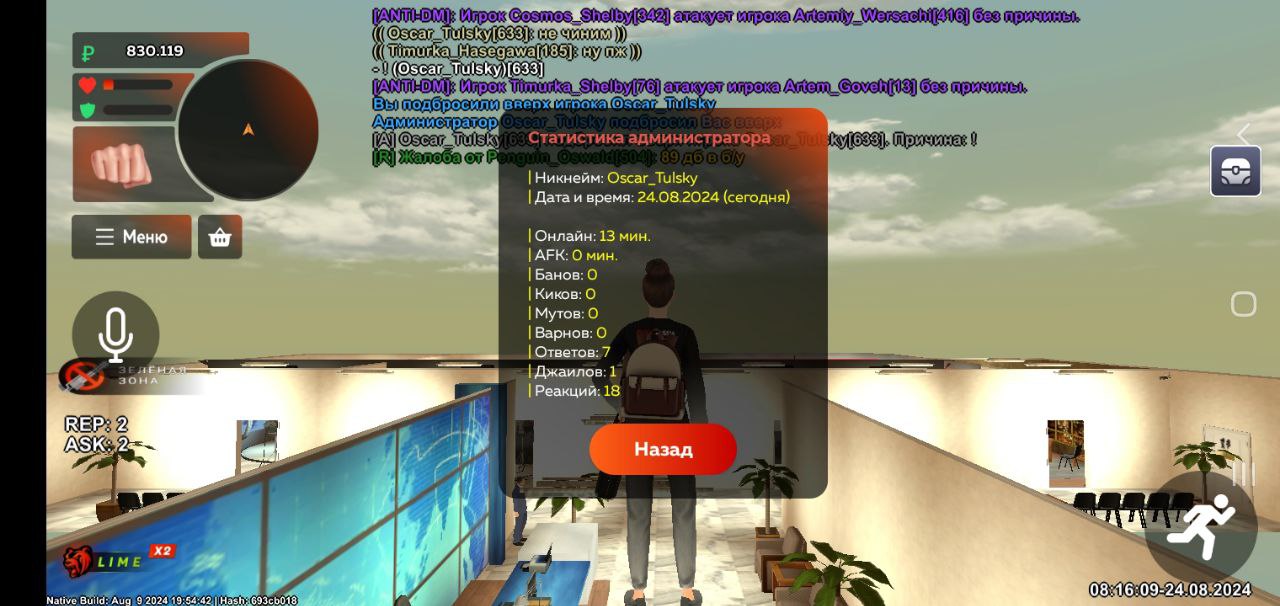 [ANTI-DM]: Игрок Cosmos_Shelby[342] атакует игрока Artemiy_Wersachi[416] без причины.
(( Oscar_Tulsky[633]: не чиним ))
(( Timurka_Hasegawa[185]: ну пж ))
- ! (Oscar_Tulsky)[633]
[ANTI-DM]: Игрок Timurka_Shelby[76] атакует игрока Artem_Goveh[13] без причины.
Вы подбросили вверх игрока Oscar_Tulsky
Администратор Oscar_Tulsky подбросил Вас вверх
[A] Oscar_Tulsky[633]. Причина: !
[R] Жалоба от Penguin_Oswald[504]: 89 дб в б/у
₽ 830.119
Меню
ЗЕЛЁНАЯ
ЗОНА
REP: 2
ASK: 2
Статистика администратора
Никнейм: Oscar_Tulsky
Дата и время: 24.08.2024 (сегодня)
Онлайн: 13 мин.
AFK: 0 мин.
Банов: 0
Киков: 0
Мутов: 0
Варнов: 0
Ответов: 7
Джаилов: 1
Реакций: 18
Назад
LIME X2
Native Build: Aug 9 2024 19:54:42 | Hash: 693cb018
08:16:09-24.08.2024